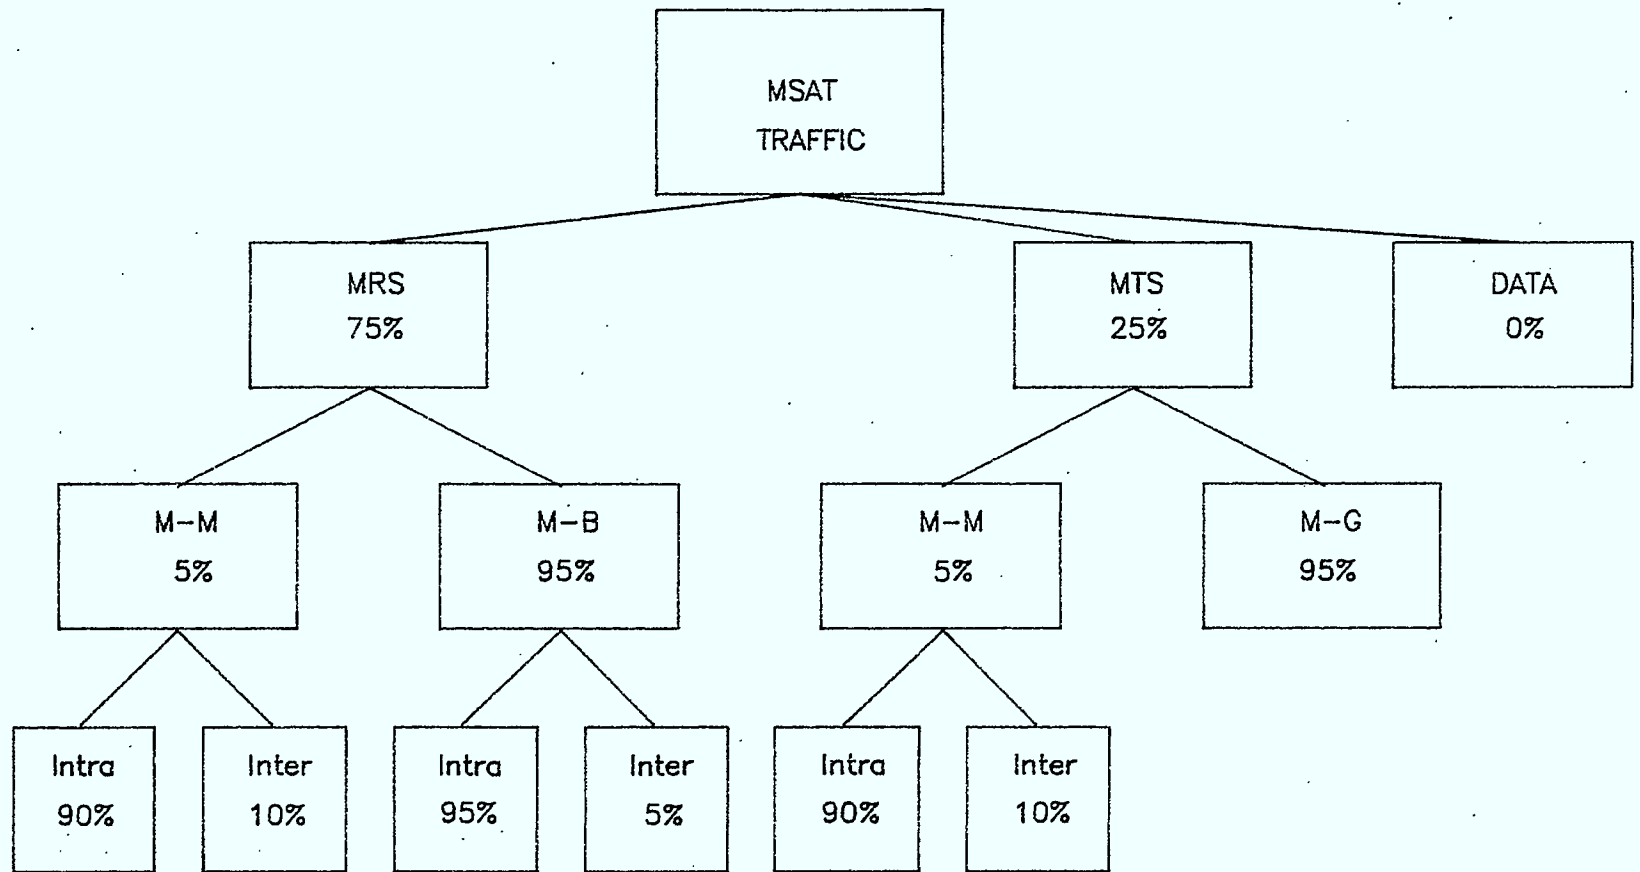 MSAT
TRAFFIC
MRS
75%
MTS
25%
DATA
0%
M-M
5%
M-B
95%
M-M
5%
M-G
95%
Intra
90%
Inter
10%
Intra
95%
Inter
5%
Intra
90%
Inter
10%